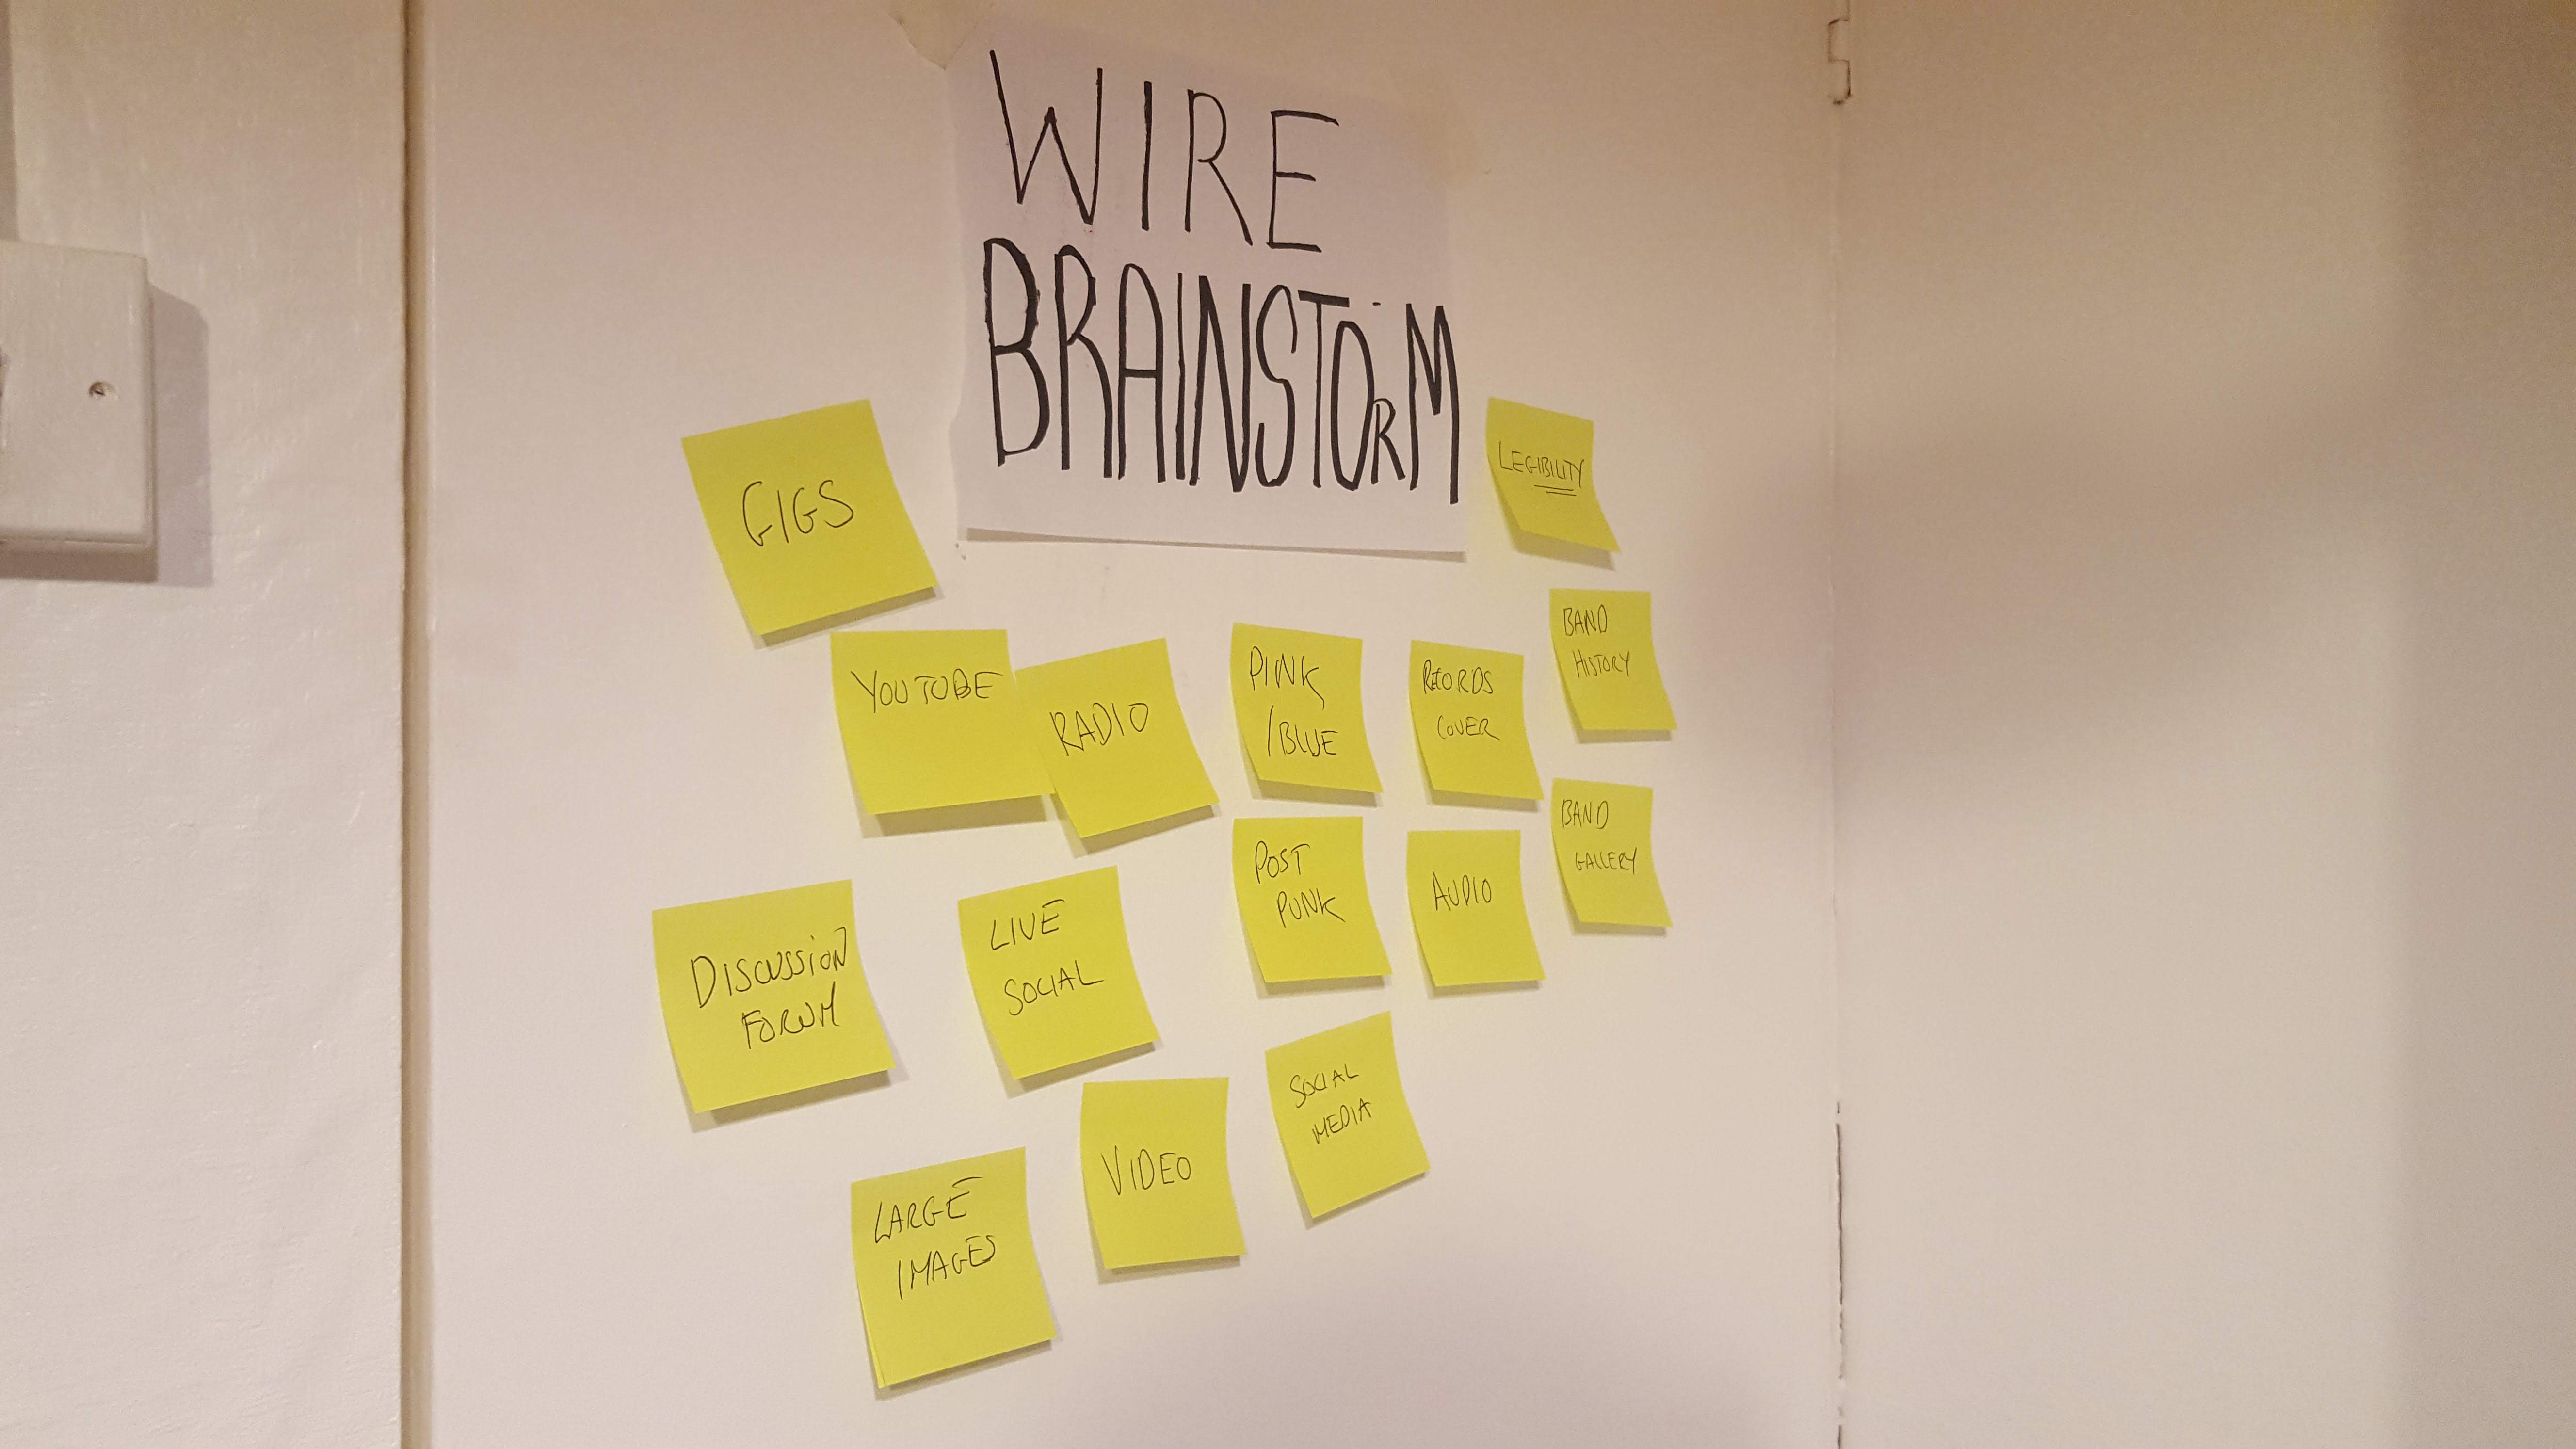 WIRE
BRAINSTORM
GIGS
LEGIBILITY
YOUTUBE
RADIO
PINK
/BLUE
RECORDS
COVER
BAND
HISTORY
DISCUSSION
FORUM
LIVE
SOCIAL
POST
PUNK
AUDIO
BAND
GALLERY
LARGE
IMAGES
VIDEO
SOCIAL
MEDIA